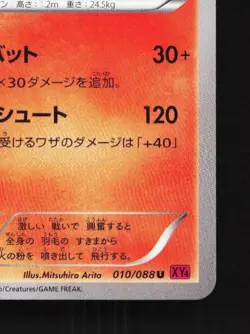 ン 高さ：1.2m 重さ：24.5kg
バット 30+
×30ダメージを追加。
シュート 120
受けるワザのダメージは「+40」
激しい 戦いで 興奮すると
全身の 羽毛の すきまから
火の粉を 噴射して 飛行する。
Illus.Mitsuhiro Arita 010/088 U XY4
o/Creatures/GAME FREAK.